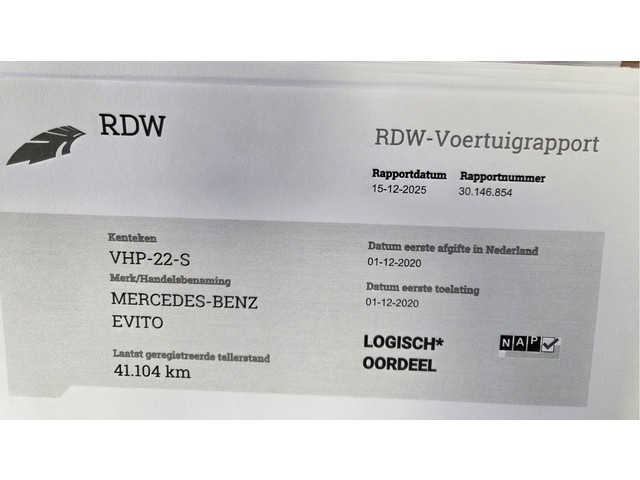 RDW
RDW-Voertuigrapport
Rapportdatum Rapportnummer
15-12-2025 30.146.854
Kenteken
VHP-22-S
Merk/Handelsbenaming
MERCEDES-BENZ
EVITO
Laatst geregistreerde tellerstand
41.104 km
Datum eerste afgifte in Nederland
01-12-2020
Datum eerste toelating
01-12-2020
LOGISCH*
OORDEEL
NAP